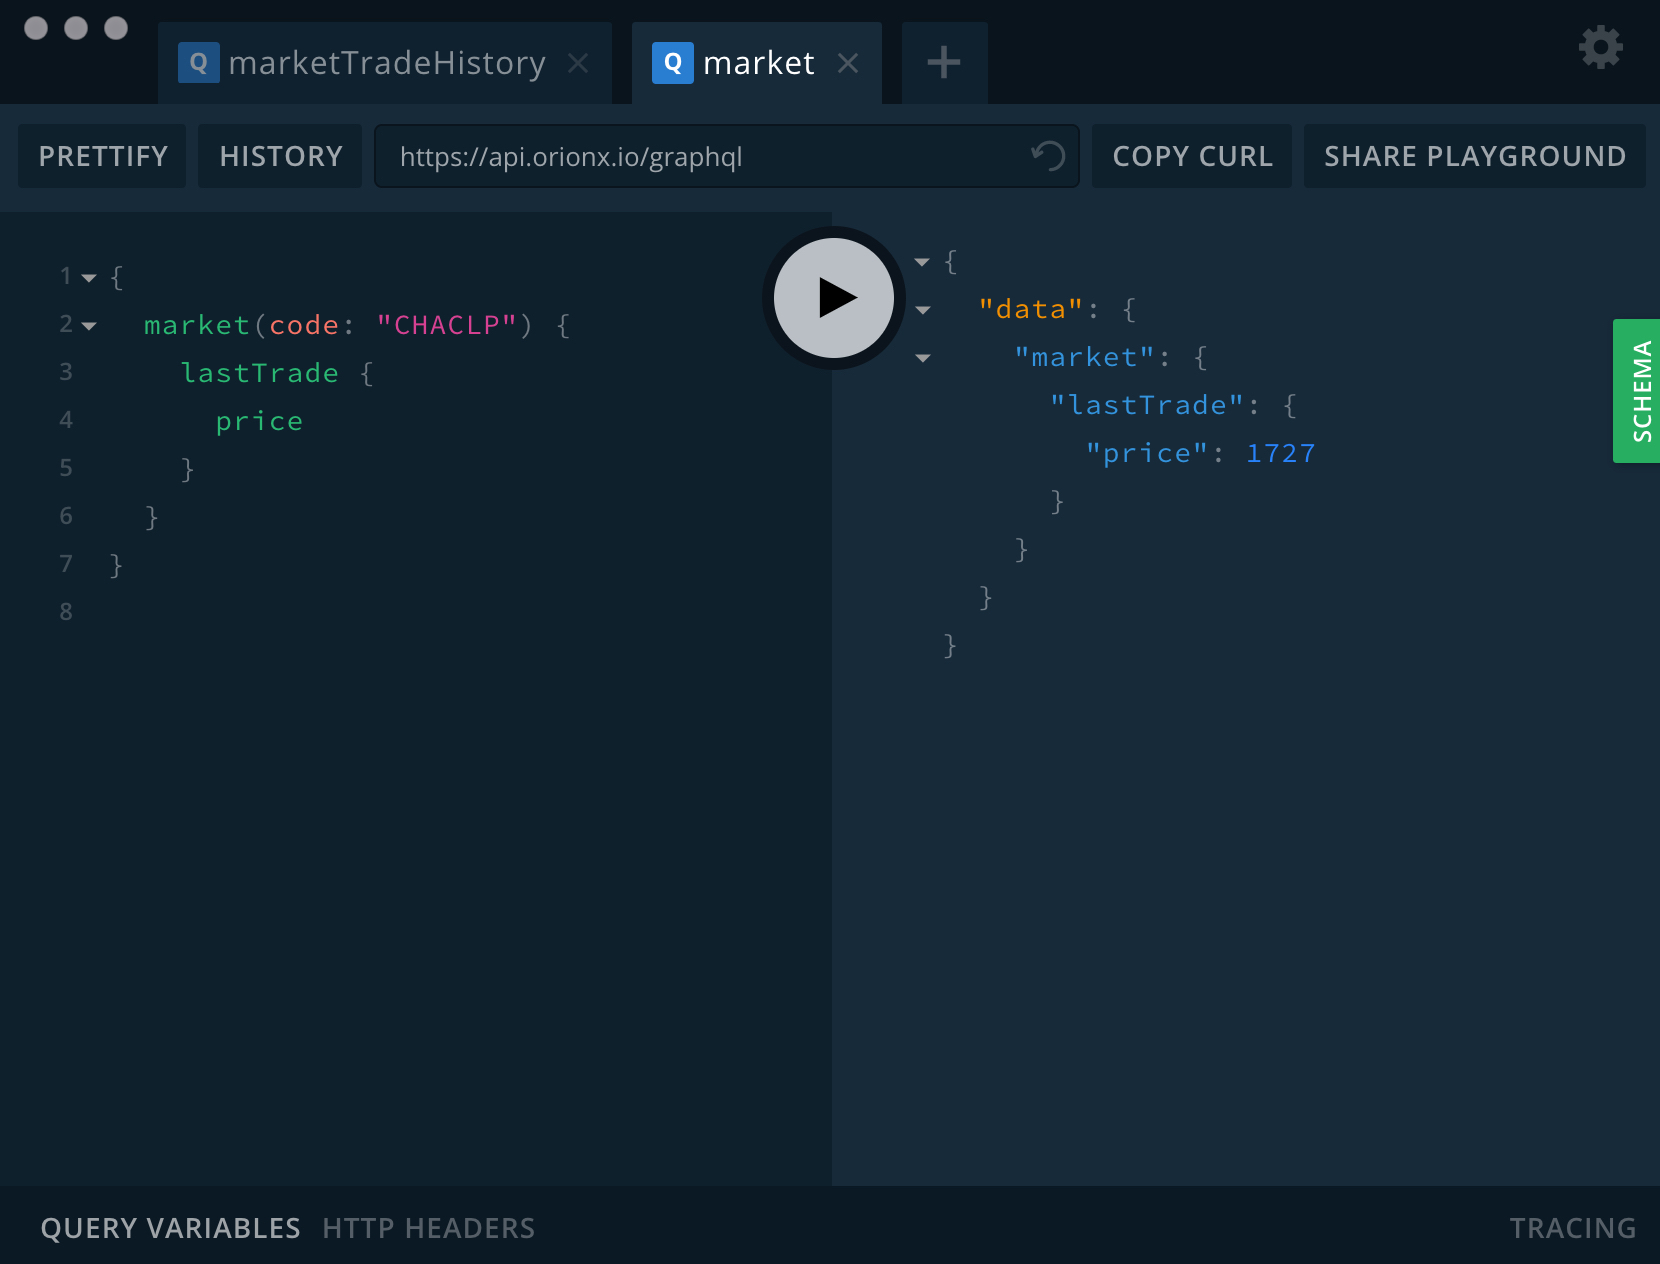 Q marketTradeHistory
Q market
PRETTIFY HISTORY https://api.orionx.io/graphql COPY CURL SHARE PLAYGROUND
1 {
2 market(code: "CHACLP") {
3 lastTrade {
4 price
5 }
6 }
7 }
8
{
"data": {
"market": {
"lastTrade": {
"price": 1727
}
}
}
}
SCHEMA
QUERY VARIABLES HTTP HEADERS
TRACING